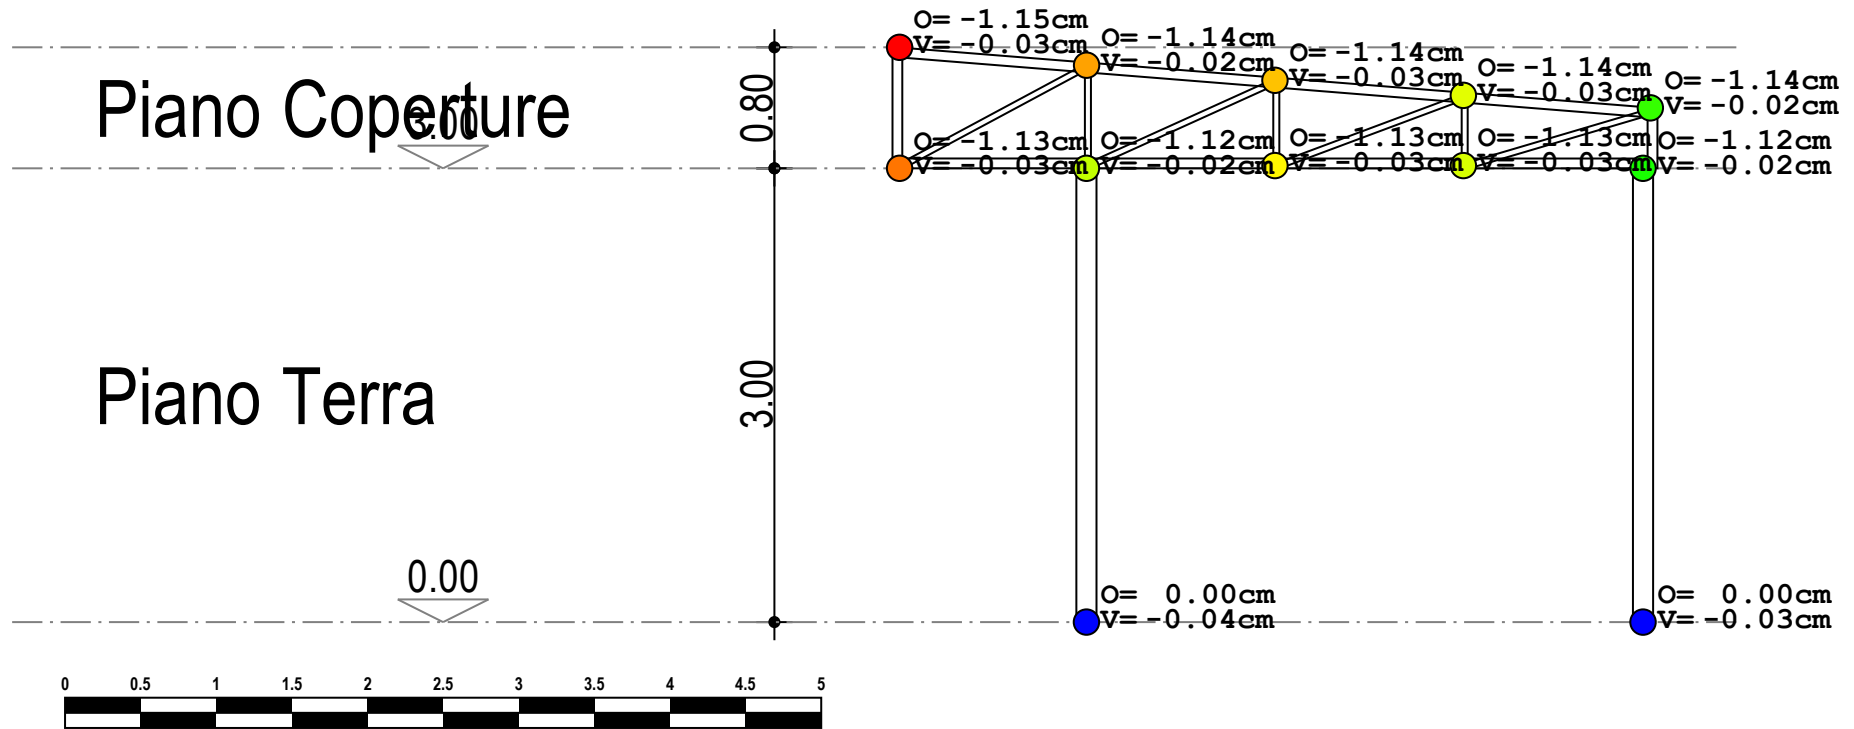 O= -1.15cm
V= -0.03cm
O= -1.14cm
V= -0.02cm
O= -1.14cm
V= -0.03cm
O= -1.14cm
V= -0.03cm
O= -1.14cm
V= -0.02cm
Piano Coperture
3.00
0.80
O= -1.13cm
V= -0.03cm
O= -1.12cm
V= -0.02cm
O= -1.13cm
V= -0.03cm
O= -1.13cm
V= -0.03cm
O= -1.12cm
V= -0.02cm
Piano Terra
3.00
0.00
O= 0.00cm
V= -0.04cm
O= 0.00cm
V= -0.03cm
0 0.5 1 1.5 2 2.5 3 3.5 4 4.5 5